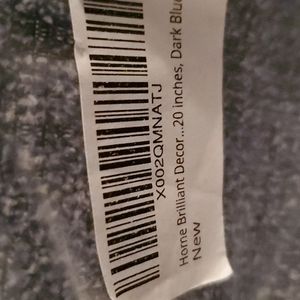 X002QMNATJ
Home Brilliant Decor...20 inches, Dark Blue
New